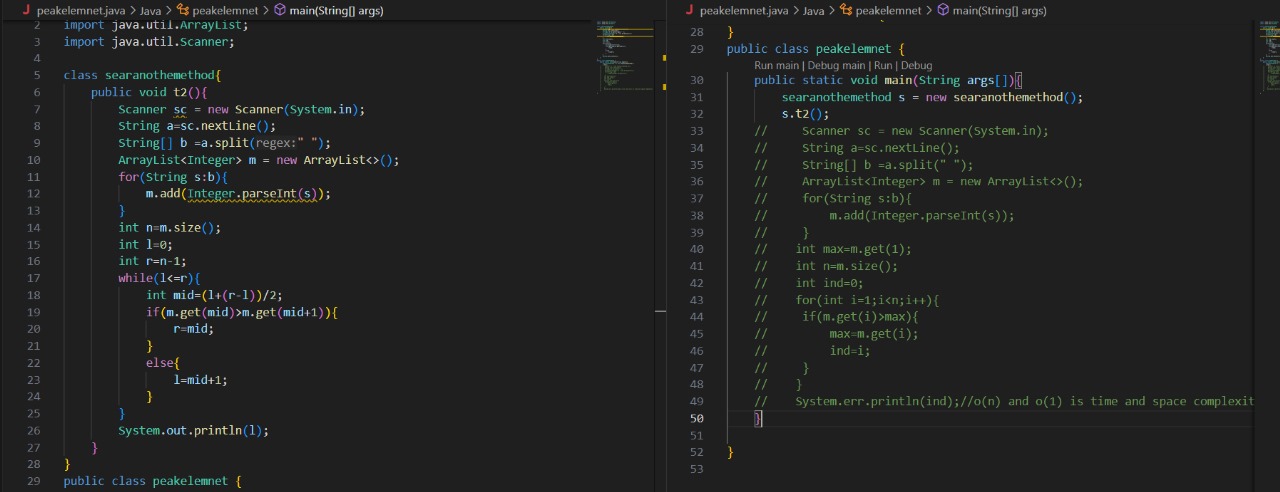 peakelemnet.java > Java > peakelemnet > main(String[] args)
2 import java.util.ArrayList;
3 import java.util.Scanner;
4
5 class searanothemethod{
6 public void t2(){
7 Scanner sc = new Scanner(System.in);
8 String a=sc.nextLine();
9 String[] b =a.split(regex:" ");
10 ArrayList<Integer> m = new ArrayList<>();
11 for(String s:b){
12 m.add(Integer.parseInt(s));
13 }
14 int n=m.size();
15 int l=0;
16 int r=n-1;
17 while(l<=r){
18 int mid=(l+(r-l))/2;
19 if(m.get(mid)>m.get(mid+1)){
20 r=mid;
21 }
22 else{
23 l=mid+1;
24 }
25 }
26 System.out.println(l);
27 }
28 }
29 public class peakelemnet {
peakelemnet.java > Java > peakelemnet > main(String[] args)
28 }
29 public class peakelemnet {
Run main | Debug main | Run | Debug
30 public static void main(String args[]){
31 searanothemethod s = new searanothemethod();
32 s.t2();
33 // Scanner sc = new Scanner(System.in);
34 // String a=sc.nextLine();
35 // String[] b =a.split(" ");
36 // ArrayList<Integer> m = new ArrayList<>();
37 // for(String s:b){
38 // m.add(Integer.parseInt(s));
39 // }
40 // int max=m.get(1);
41 // int n=m.size();
42 // int ind=0;
43 // for(int i=1;i<n;i++){
44 // if(m.get(i)>max){
45 // max=m.get(i);
46 // ind=i;
47 // }
48 // }
49 // System.err.println(ind);//o(n) and o(1) is time and space complexit
50 }
51
52 }
53